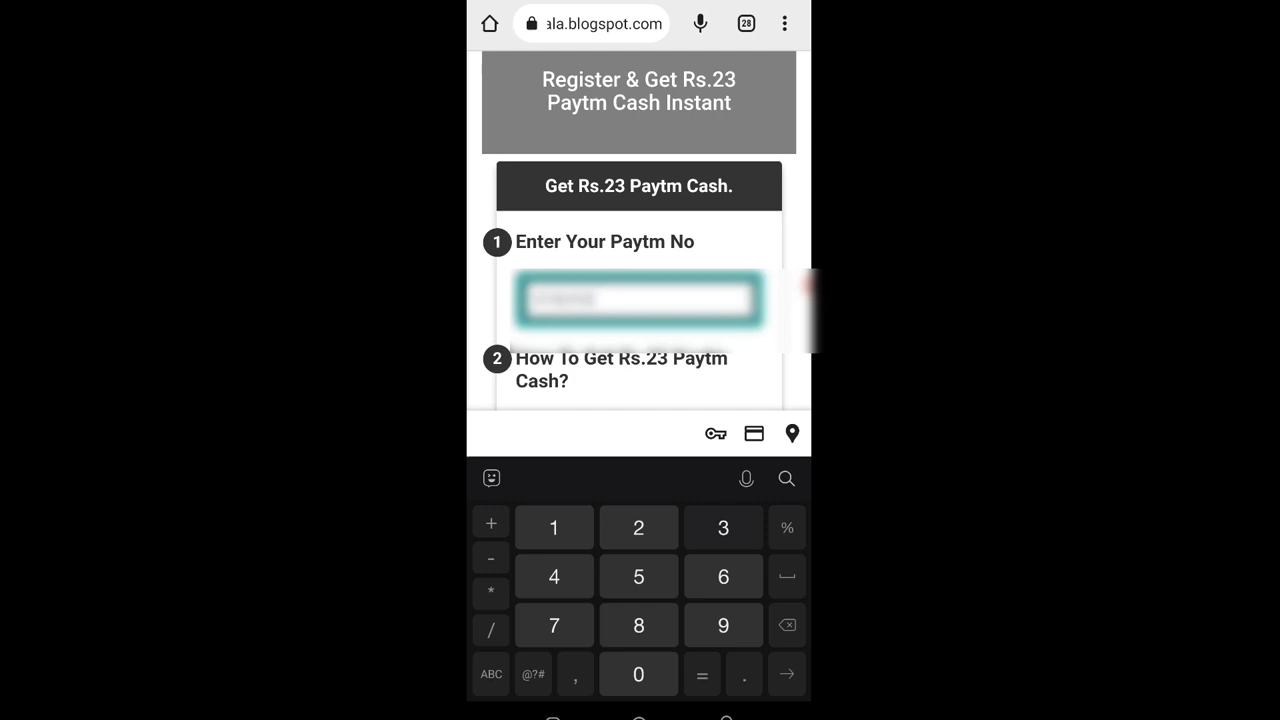 ala.blogspot.com
28
Register & Get Rs.23
Paytm Cash Instant
Get Rs.23 Paytm Cash.
1 Enter Your Paytm No
2 How To Get Rs.23 Paytm
Cash?
+ 1 2 3 %
- 4 5 6
* 7 8 9
/
ABC @?# , 0 = .